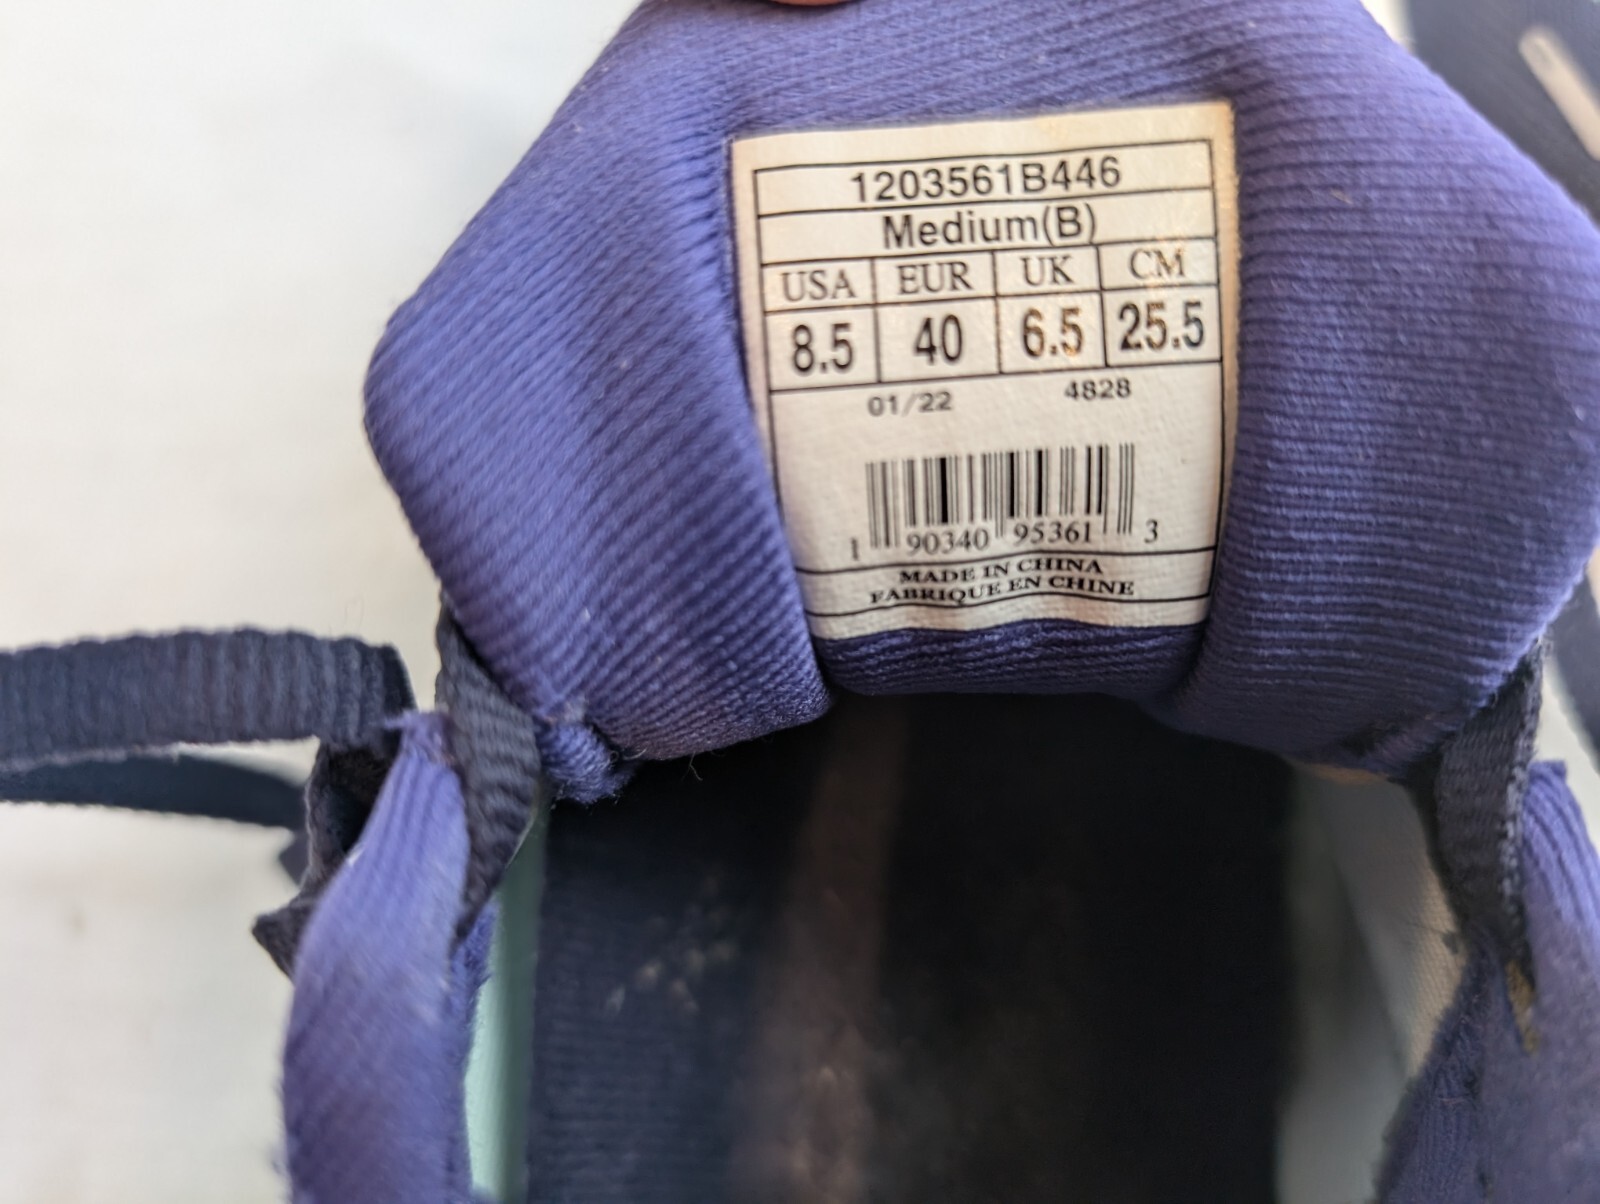 1203561B446
Medium(B)
USA EUR UK CM
8.5 40 6.5 25.5
01/22 4828
1 90340 95361 3
MADE IN CHINA
FABRIQUE EN CHINE